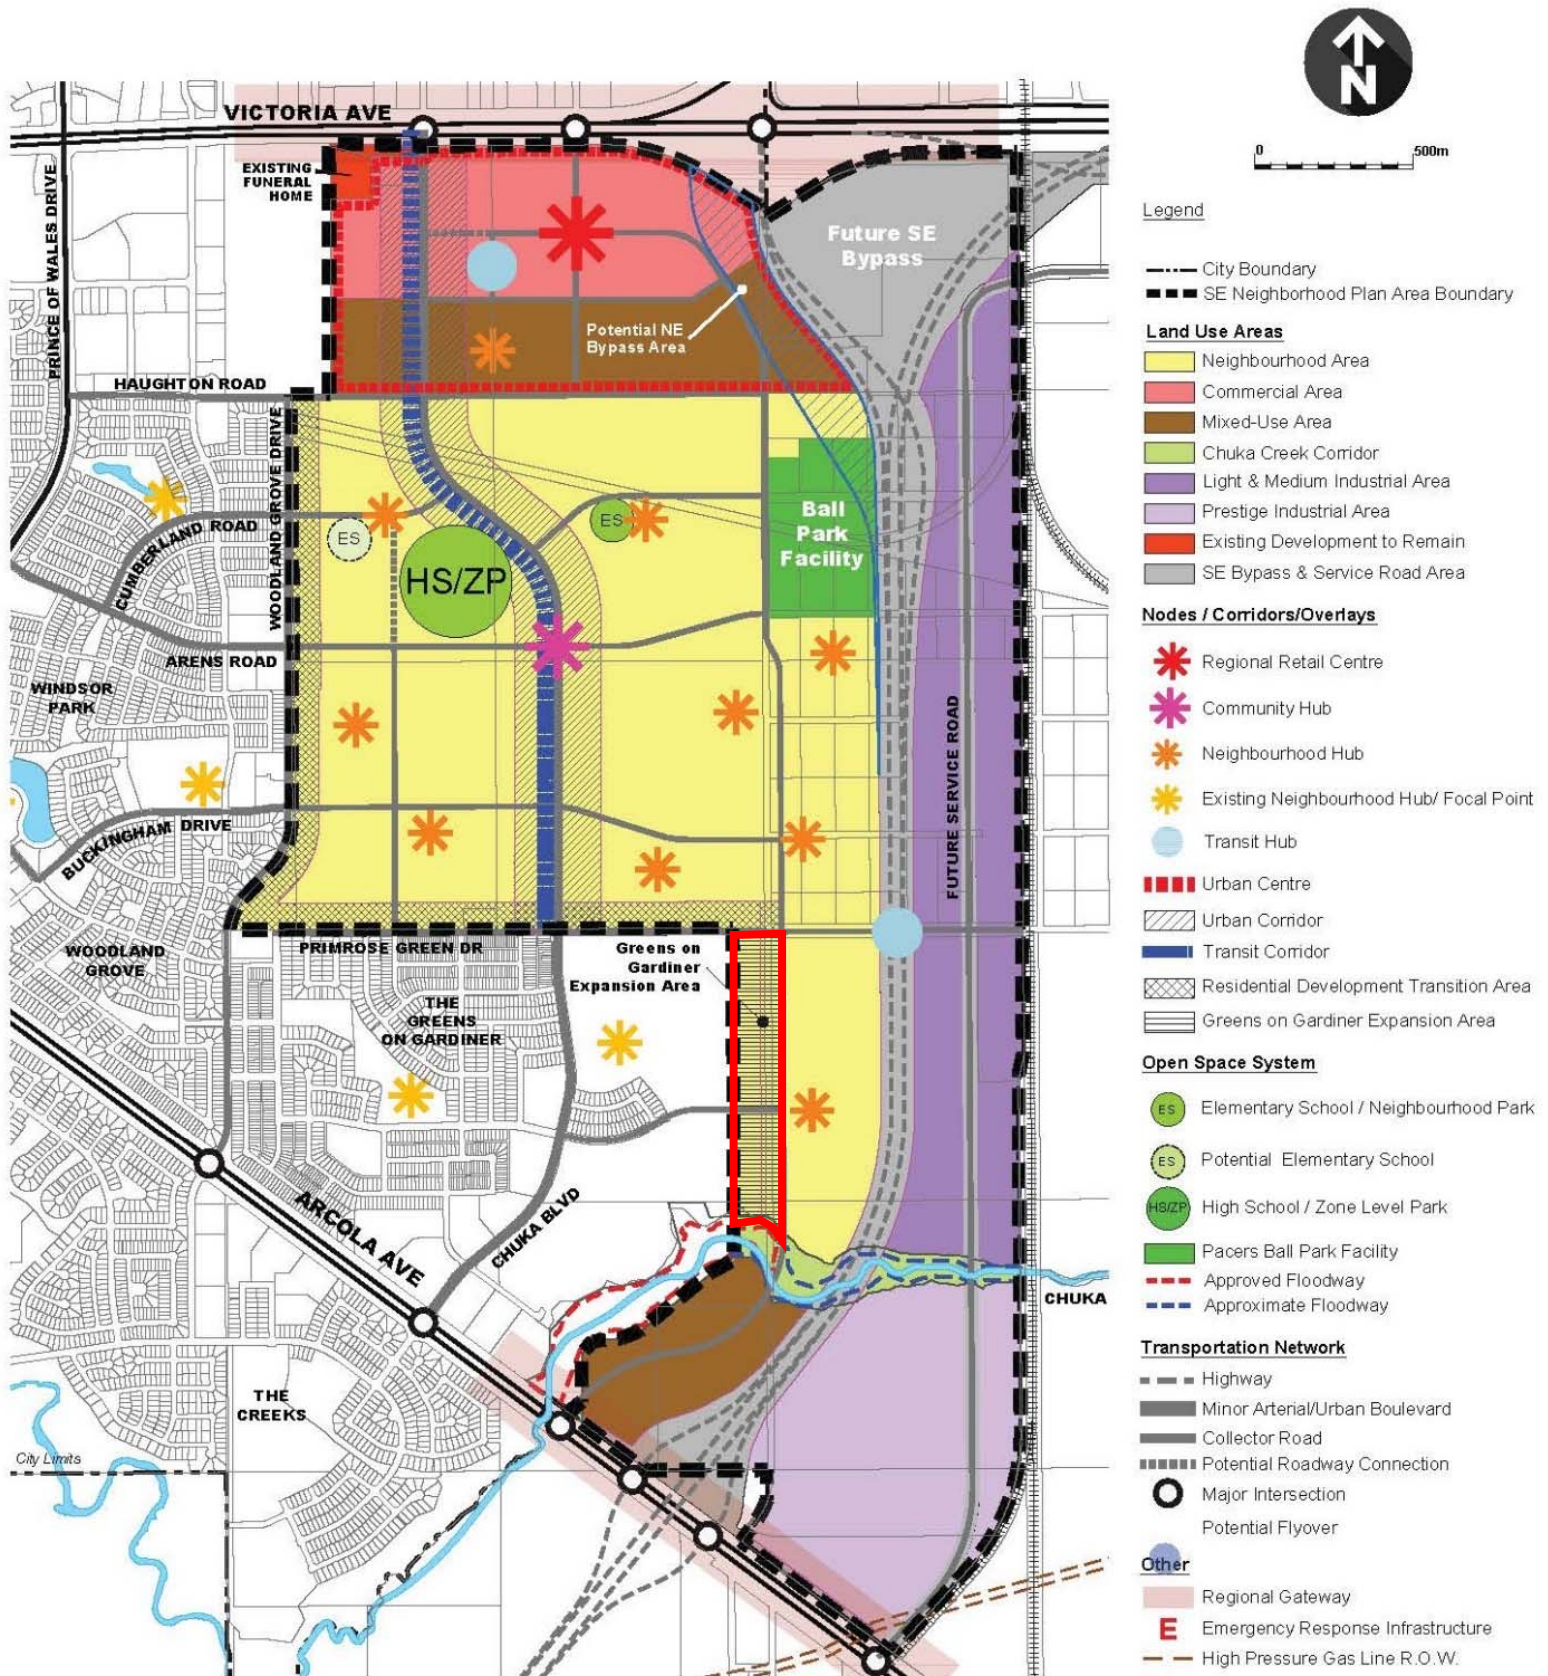 N
0 500m
VICTORIA AVE
EXISTING
FUNERAL
HOME
PRINCE OF WALES DRIVE
Future SE
Bypass
Potential NE
Bypass Area
HAUGHTON ROAD
WOODLAND GROVE DRIVE
CUMBERLAND ROAD
ES
ES
HS/ZP
Ball
Park
Facility
ARENS ROAD
WINDSOR
PARK
BUCKINGHAM DRIVE
FUTURE SERVICE ROAD
WOODLAND
GROVE
PRIMROSE GREEN DR
Greens on
Gardiner
Expansion Area
THE
GREENS
ON GARDINER
ARCOLA AVE
CHUKA BLVD
CHUKA
THE
CREEKS
City Limits
Legend
City Boundary
SE Neighborhood Plan Area Boundary
Land Use Areas
Neighbourhood Area
Commercial Area
Mixed-Use Area
Chuka Creek Corridor
Light & Medium Industrial Area
Prestige Industrial Area
Existing Development to Remain
SE Bypass & Service Road Area
Nodes / Corridors/Overlays
Regional Retail Centre
Community Hub
Neighbourhood Hub
Existing Neighbourhood Hub/ Focal Point
Transit Hub
Urban Centre
Urban Corridor
Transit Corridor
Residential Development Transition Area
Greens on Gardiner Expansion Area
Open Space System
ES Elementary School / Neighbourhood Park
ES Potential Elementary School
HS/ZP High School / Zone Level Park
Pacers Ball Park Facility
Approved Floodway
Approximate Floodway
Transportation Network
Highway
Minor Arterial/Urban Boulevard
Collector Road
Potential Roadway Connection
Major Intersection
Potential Flyover
Other
Regional Gateway
E Emergency Response Infrastructure
High Pressure Gas Line R.O.W.